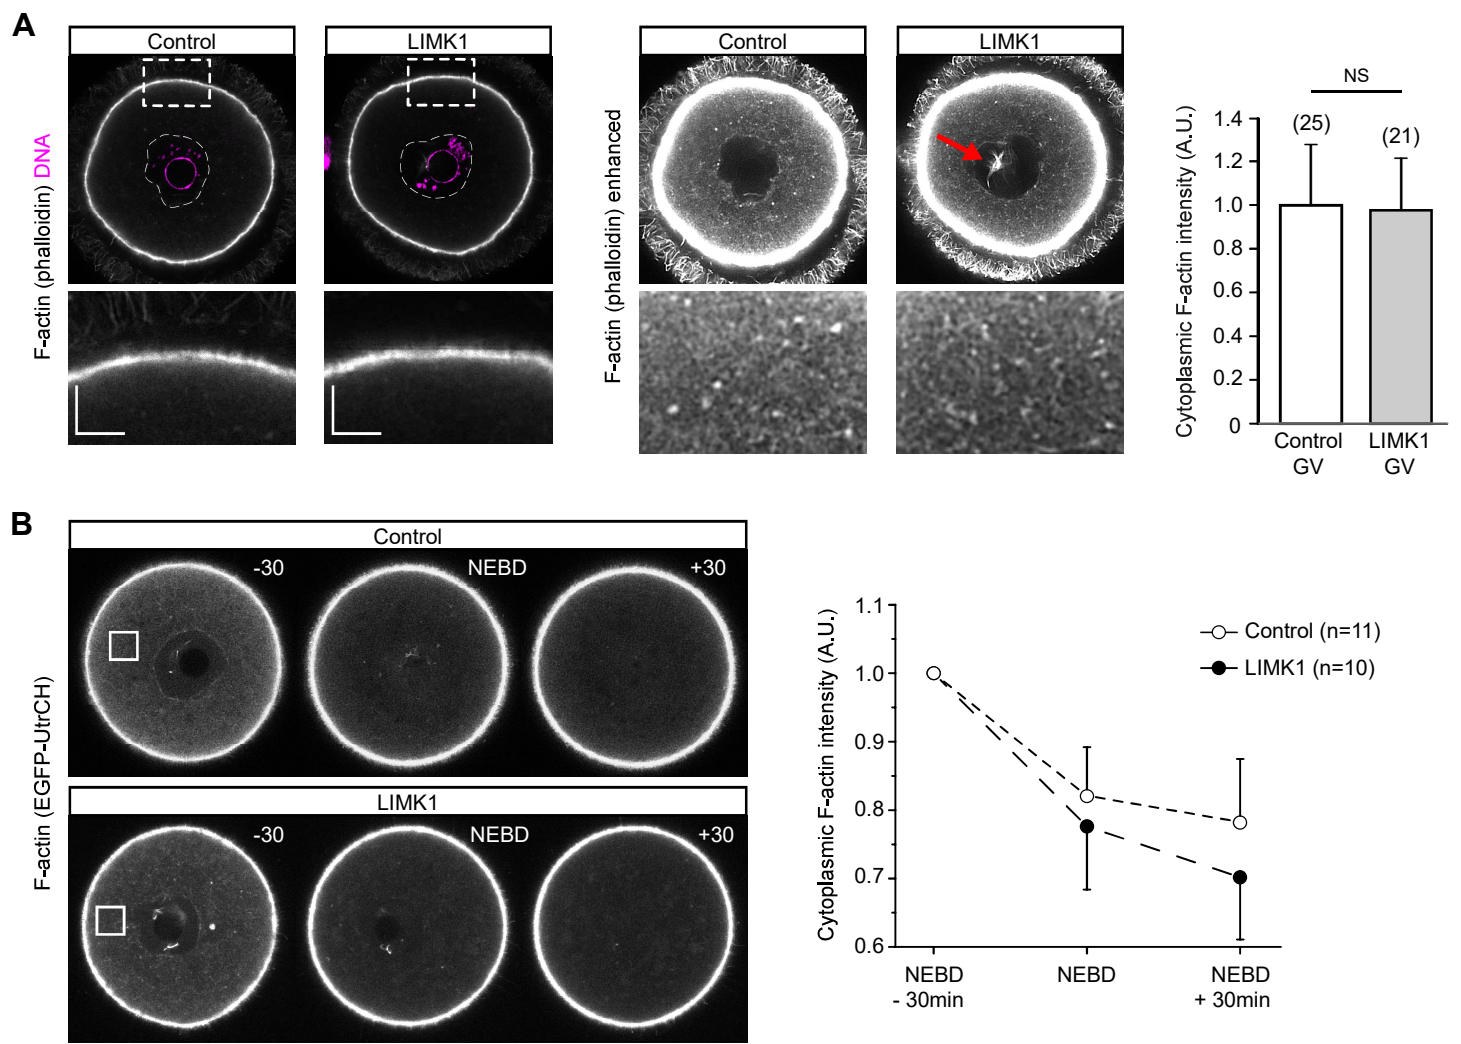 A
Control
LIMK1
F-actin (phalloidin) DNA
Control
LIMK1
F-actin (phalloidin) enhanced
NS
(25)
(21)
Cytoplasmic F-actin intensity (A.U.)
1.4
1.2
1.0
0.8
0.6
0.4
0.2
0
Control
GV
LIMK1
GV
B
Control
-30
NEBD
+30
LIMK1
-30
NEBD
+30
F-actin (EGFP-UtrCH)
Cytoplasmic F-actin intensity (A.U.)
1.1
1.0
0.9
0.8
0.7
0.6
Control (n=11)
LIMK1 (n=10)
NEBD
- 30min
NEBD
NEBD
+ 30min